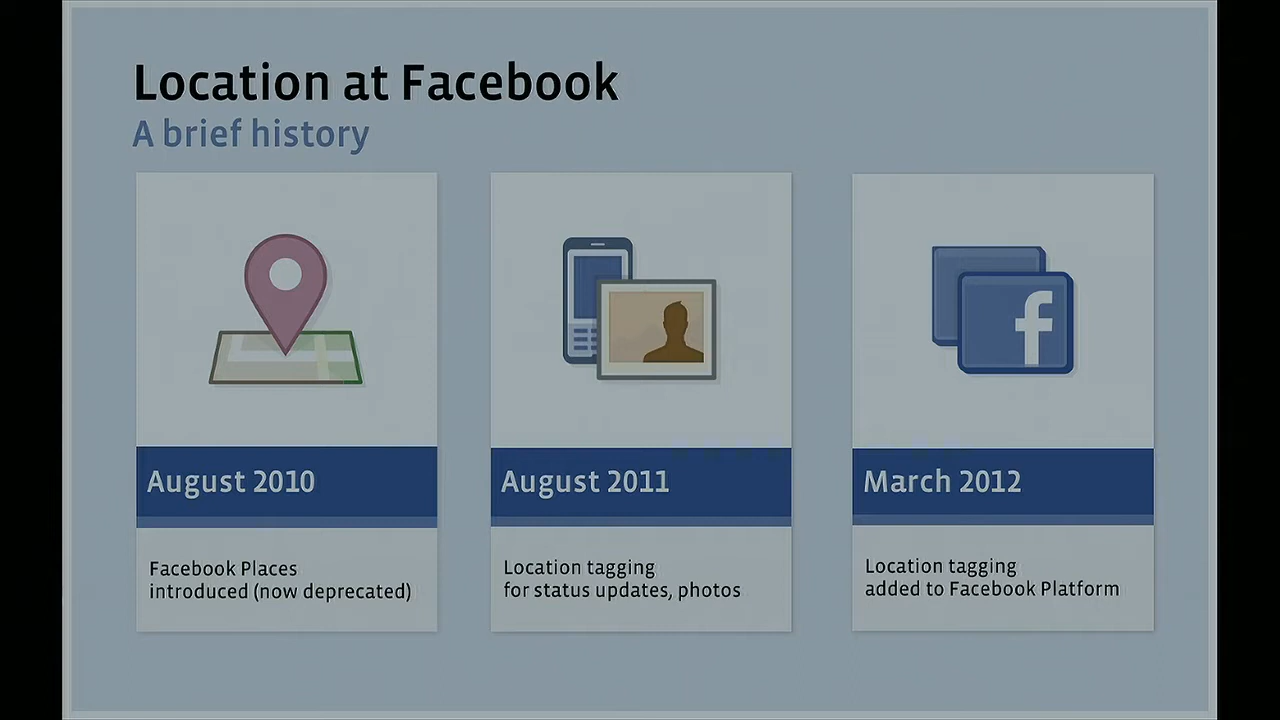 Location at Facebook
A brief history
f
August 2010
August 2011
March 2012
Facebook Places
introduced (now deprecated)
Location tagging
for status updates, photos
Location tagging
added to Facebook Platform